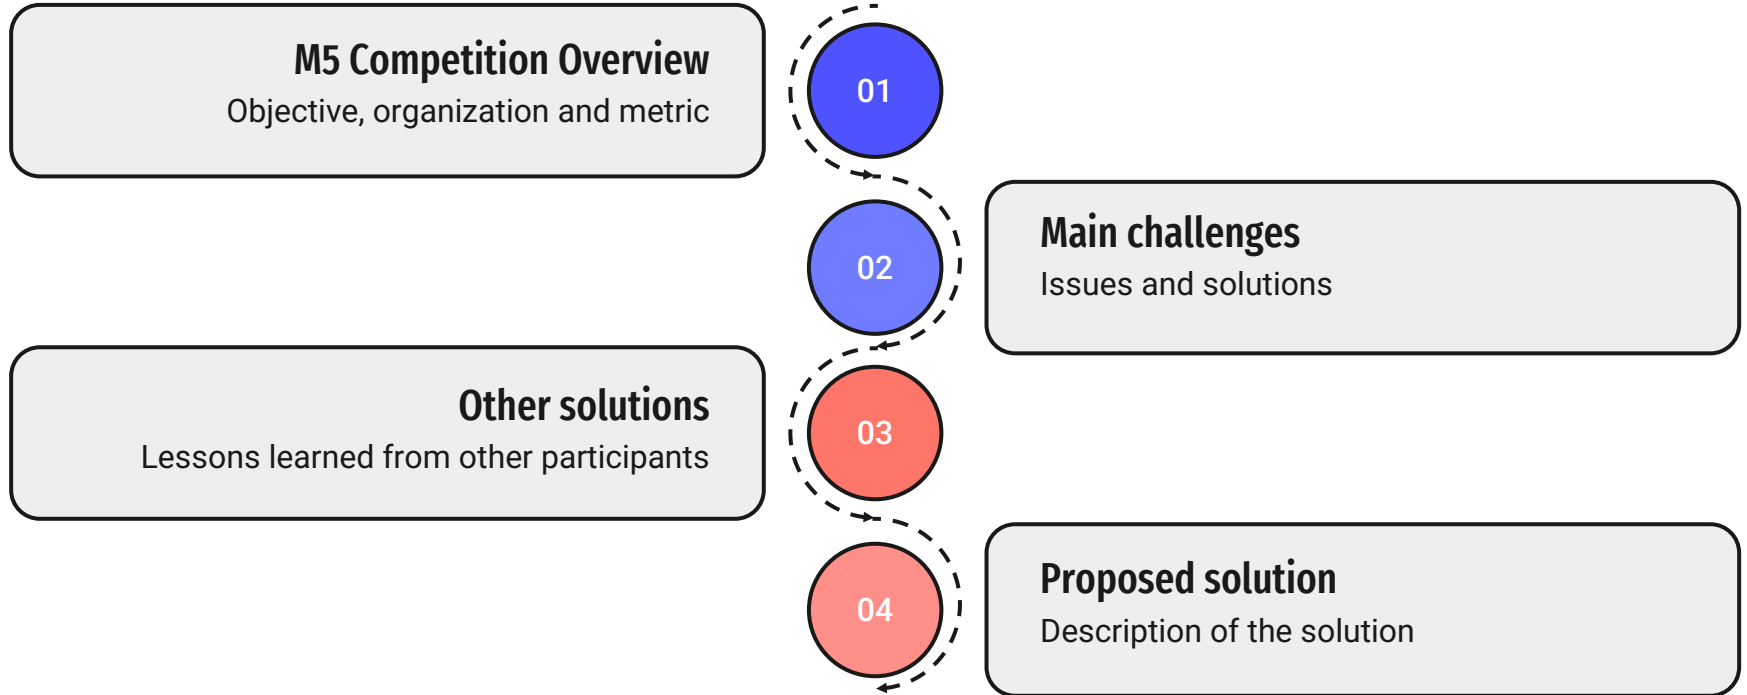 M5 Competition Overview
Objective, organization and metric
01
02
Main challenges
Issues and solutions
Other solutions
Lessons learned from other participants
03
04
Proposed solution
Description of the solution